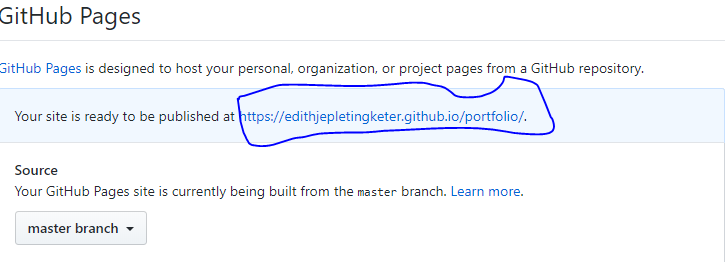 GitHub Pages
GitHub Pages is designed to host your personal, organization, or project pages from a GitHub repository.
Your site is ready to be published at https://edithjepletingketer.github.io/portfolio/.
Source
Your GitHub Pages site is currently being built from the master branch. Learn more.
master branch